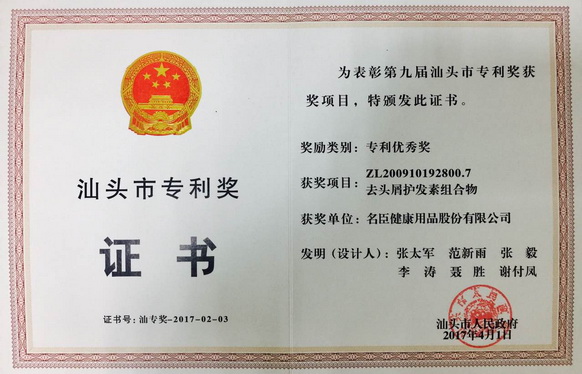 汕头市专利奖
证书
证书号：汕专奖-2017-02-03
为表彰第九届汕头市专利奖获
奖项目，特颁发此证书。
奖励类别：专利优秀奖
获奖项目：ZL200910192800.7
去头屑护发素组合物
获奖单位：名臣健康用品股份有限公司
发明（设计人）：张太军 范新雨 张 毅
李 涛 聂 胜 谢付凤
汕头市人民政府
2017年4月1日